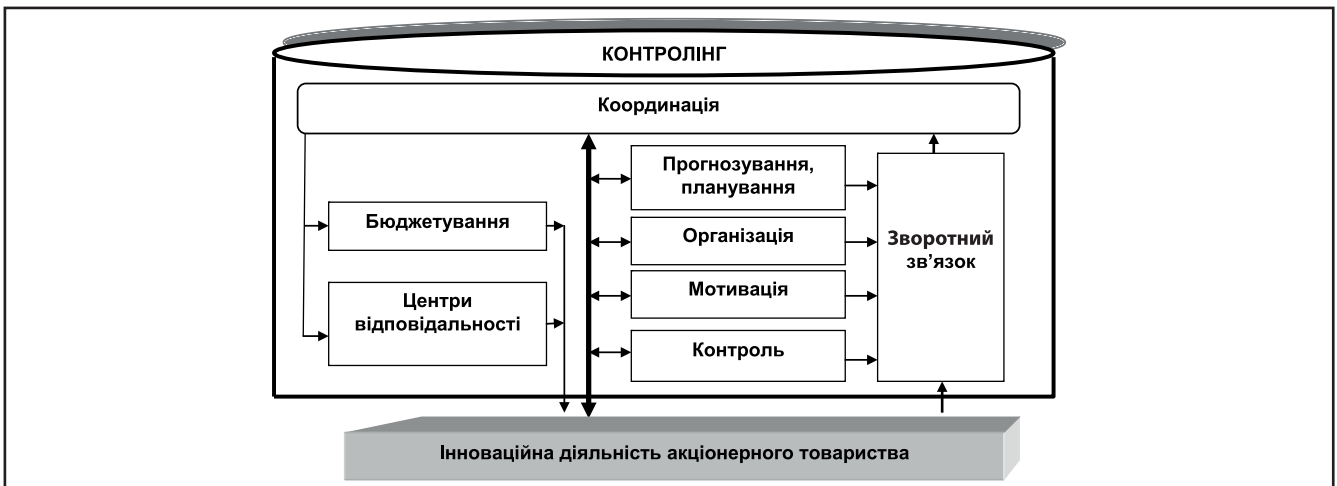 КОНТРОЛІНГ
Координація
Прогнозування,
планування
Бюджетування
Організація
Зворотний
зв’язок
Мотивація
Центри
відповідальності
Контроль
Інноваційна діяльність акціонерного товариства